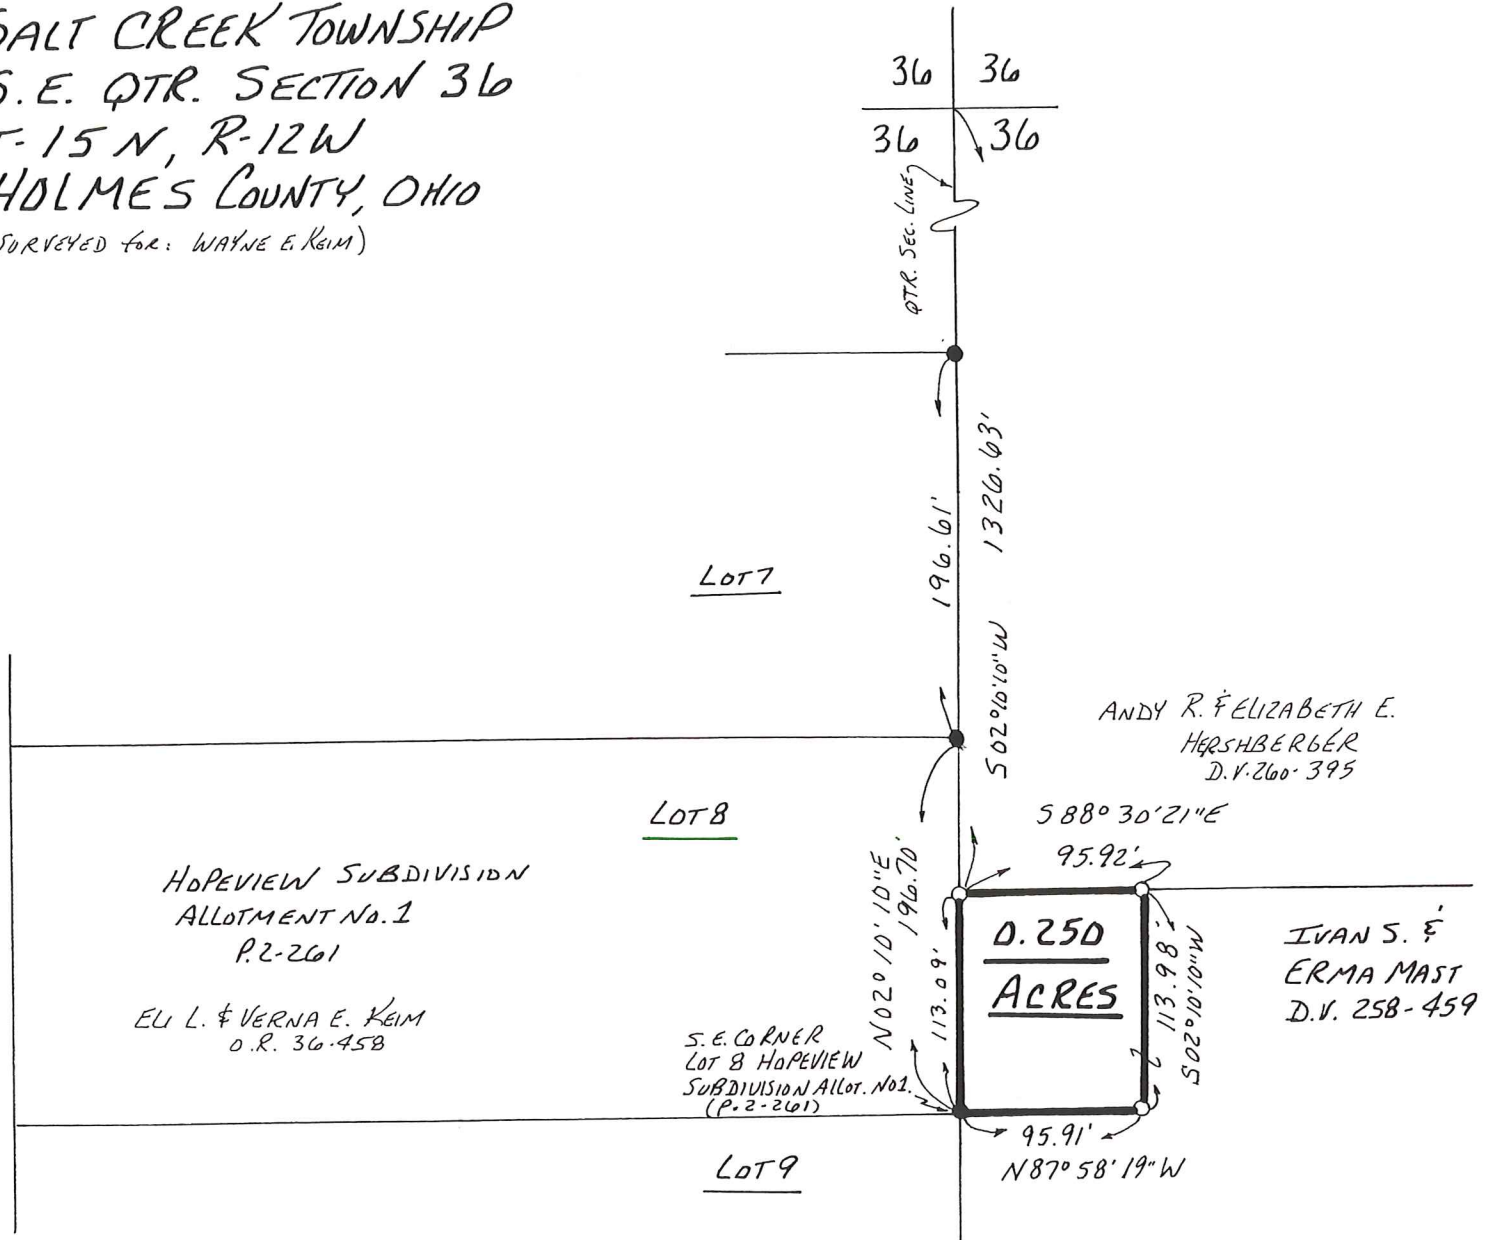 SALT CREEK TOWNSHIP
S.E. QTR. SECTION 36
T-15 N, R-12W
HOLMES COUNTY, OHIO
(SURVEYED for: WAYNE E. KEIM)
36 36
36 36
QTR. SEC. LINE
196.61'
1326.63'
S02°10'10"W
LOT 7
ANDY R. & ELIZABETH E.
HERSHBERGER
D.V. 260-395
LOT 8
S 88° 30' 21" E
95.92'
N02° 10' 10" E
196.70'
HOPEVIEW SUBDIVISION
ALLOTMENT No. 1
P.2-261
ELI L. & VERNA E. KEIM
O.R. 36-458
113.09'
0.250
ACRES
113.98'
S02°10'10"W
IVAN S. &
ERMA MAST
D.V. 258-459
S.E. CORNER
LOT 8 HOPEVIEW
SUBDIVISION ALLOT. NO1.
(P.2-261)
95.91'
N87° 58' 19" W
LOT 9